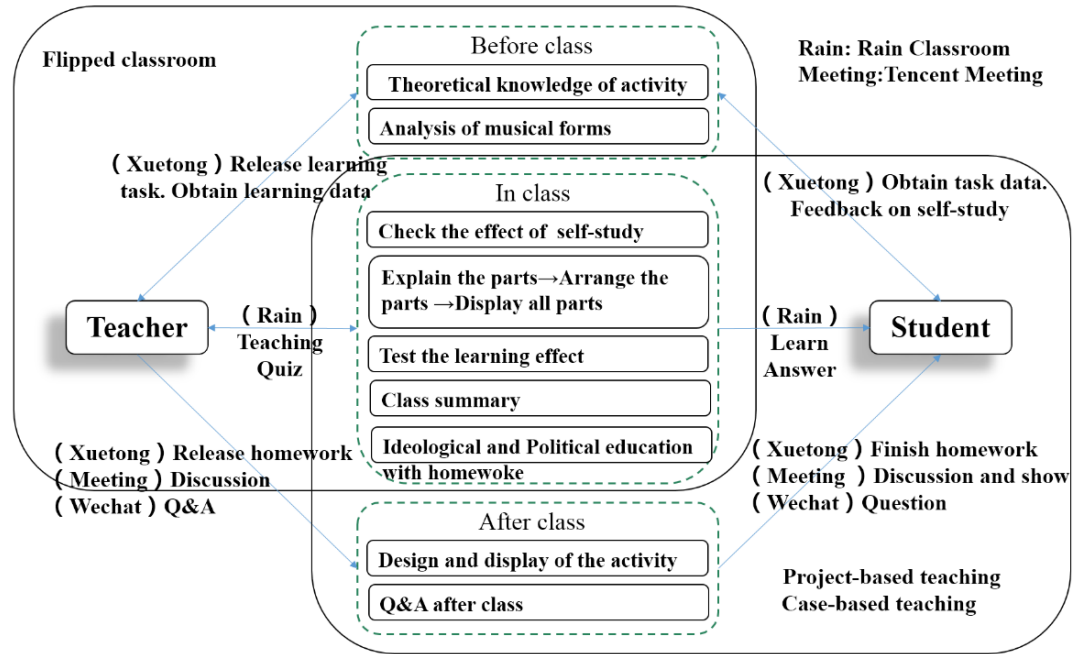 Flipped classroom
Before class
Theoretical knowledge of activity
Analysis of musical forms
Rain: Rain Classroom
Meeting:Tencent Meeting
( Xuetong ) Release learning
task. Obtain learning data
( Xuetong ) Obtain task data.
Feedback on self-study
In class
Check the effect of self-study
Explain the parts→Arrange the
parts →Display all parts
Test the learning effect
Class summary
Ideological and Political education
with homewoke
Teacher
( Rain )
Teaching
Quiz
( Rain )
Learn
Answer
Student
( Xuetong ) Release homework
( Meeting ) Discussion
( Wechat ) Q&A
( Xuetong ) Finish homework
( Meeting ) Discussion and show
( Wechat ) Question
After class
Design and display of the activity
Q&A after class
Project-based teaching
Case-based teaching